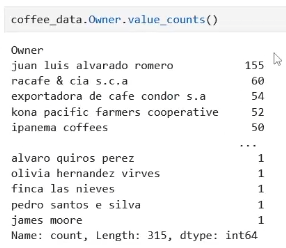 coffee_data.Owner.value_counts()
Owner
juan luis alvarado romero 155
racafe & cia s.c.a 60
exportadora de cafe condor s.a 54
kona pacific farmers cooperative 52
ipanema coffees 50
...
alvaro quiros perez 1
olivia hernandez virves 1
finca las nieves 1
pedro santos e silva 1
james moore 1
Name: count, Length: 315, dtype: int64